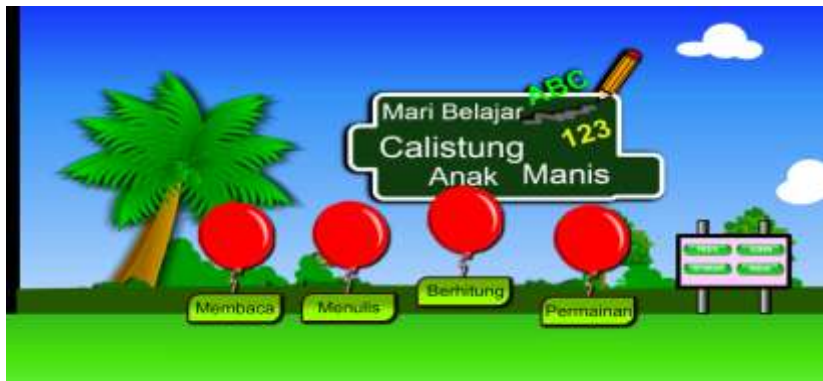 ABC
Mari Belajar
123
Calistung
Anak Manis
Membaca
Menulis
Berhitung
Permainan